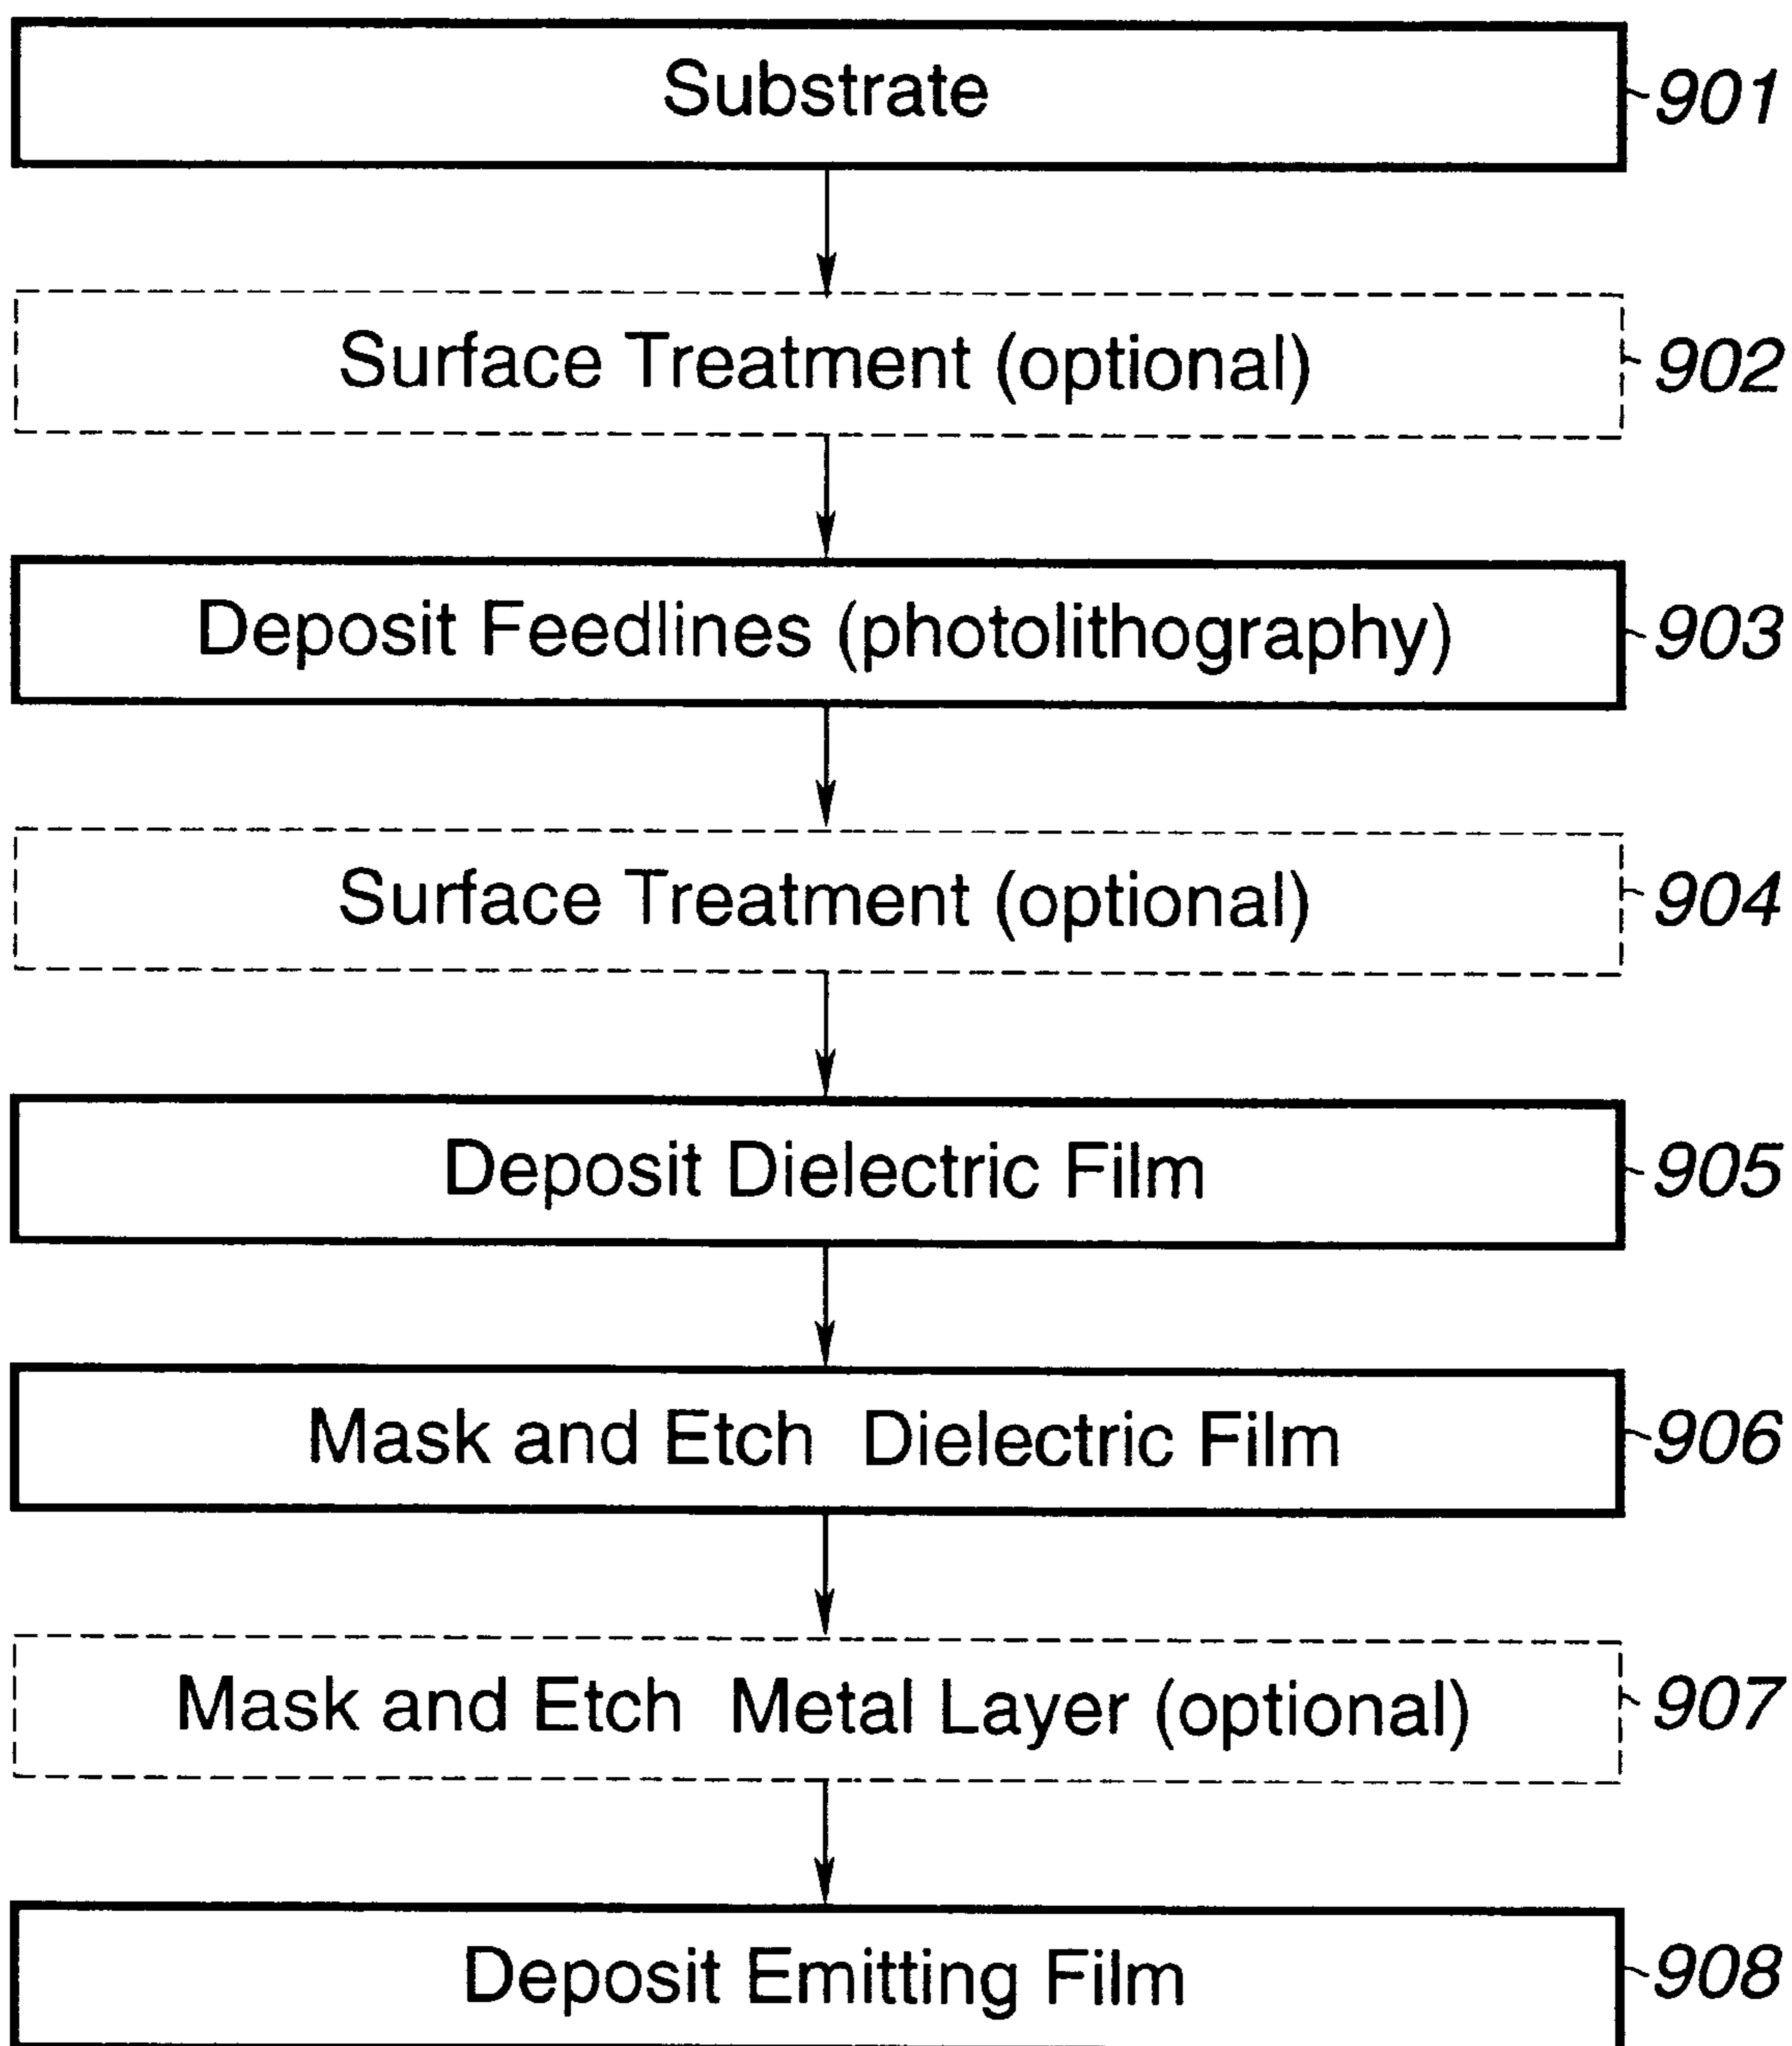 Substrate 901
Surface Treatment (optional) 902
Deposit Feedlines (photolithography) 903
Surface Treatment (optional) 904
Deposit Dielectric Film 905
Mask and Etch Dielectric Film 906
Mask and Etch Metal Layer (optional) 907
Deposit Emitting Film 908